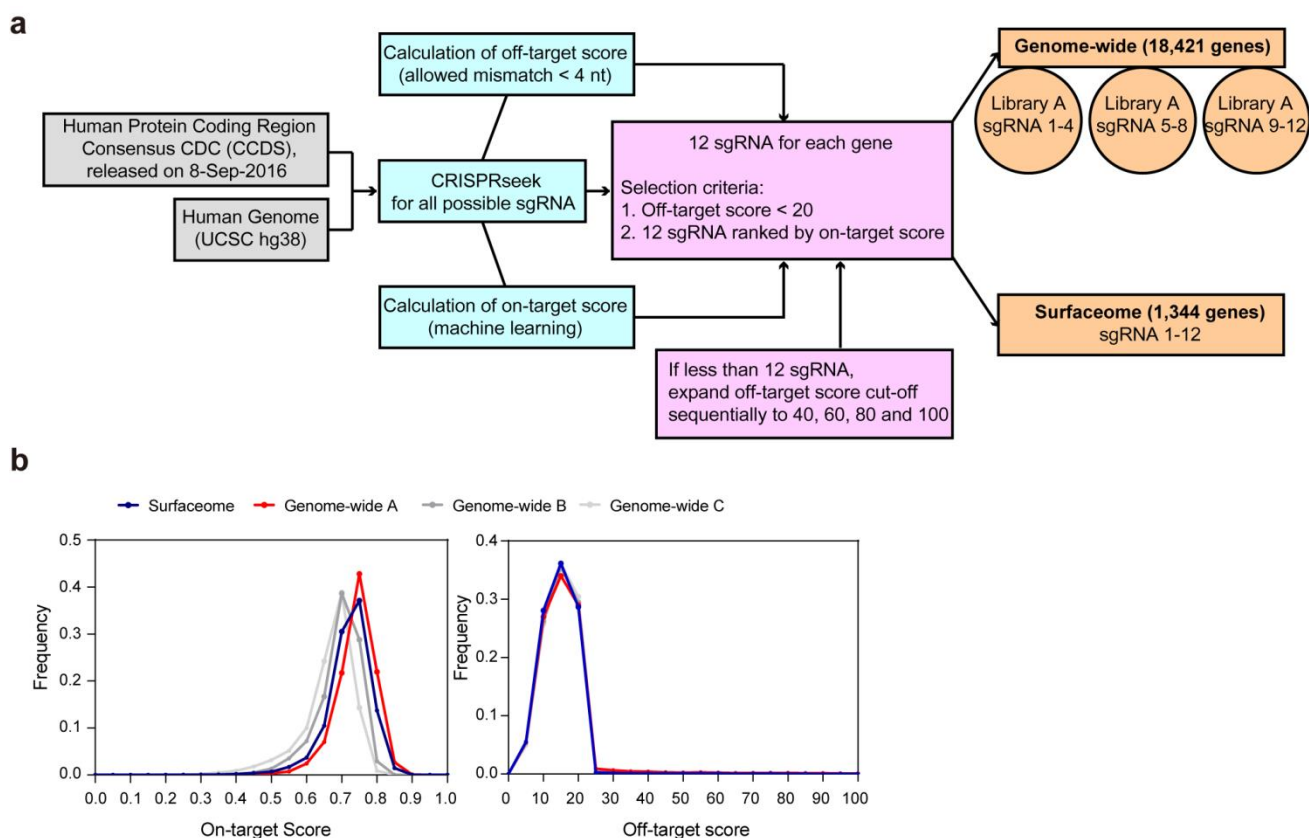 a
Calculation of off-target score
(allowed mismatch < 4 nt)
Human Protein Coding Region
Consensus CDC (CCDS),
released on 8-Sep-2016
Human Genome
(UCSC hg38)
CRISPRseek
for all possible sgRNA
Calculation of on-target score
(machine learning)
12 sgRNA for each gene
Selection criteria:
1. Off-target score < 20
2. 12 sgRNA ranked by on-target score
If less than 12 sgRNA,
expand off-target score cut-off
sequentially to 40, 60, 80 and 100
Genome-wide (18,421 genes)
Library A
sgRNA 1-4
Library A
sgRNA 5-8
Library A
sgRNA 9-12
Surfaceome (1,344 genes)
sgRNA 1-12
b
Surfaceome Genome-wide A Genome-wide B Genome-wide C
Frequency
0.5
0.4
0.3
0.2
0.1
0.0
0.0 0.1 0.2 0.3 0.4 0.5 0.6 0.7 0.8 0.9 1.0
On-target Score
Frequency
0.4
0.3
0.2
0.1
0.0
0 10 20 30 40 50 60 70 80 90 100
Off-target score